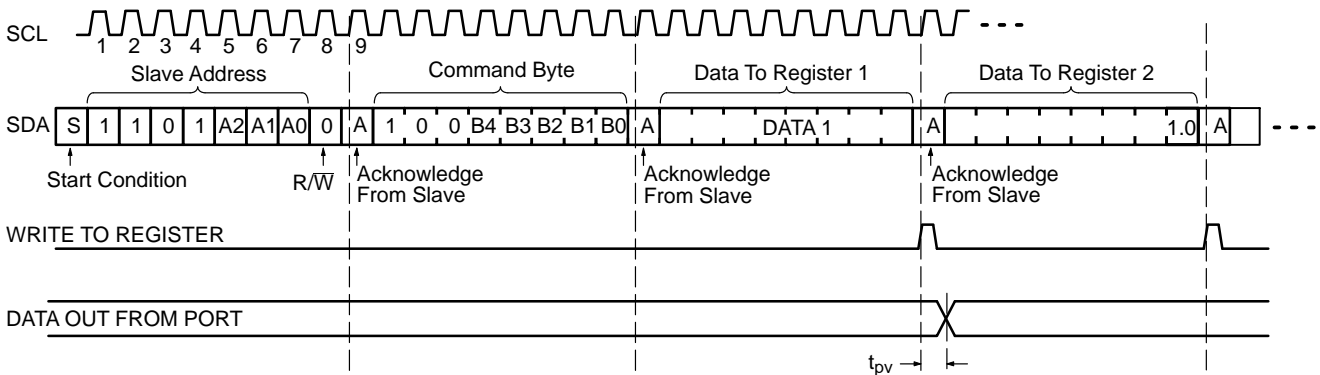 SCL
1 2 3 4 5 6 7 8 9
Slave Address Command Byte Data To Register 1 Data To Register 2
SDA S 1 1 0 1 A2 A1 A0 0 A 1 0 0 B4 B3 B2 B1 B0 A DATA 1 A 1.0 A
Start Condition R/W̅ Acknowledge From Slave Acknowledge From Slave Acknowledge From Slave
WRITE TO REGISTER
DATA OUT FROM PORT
tpv